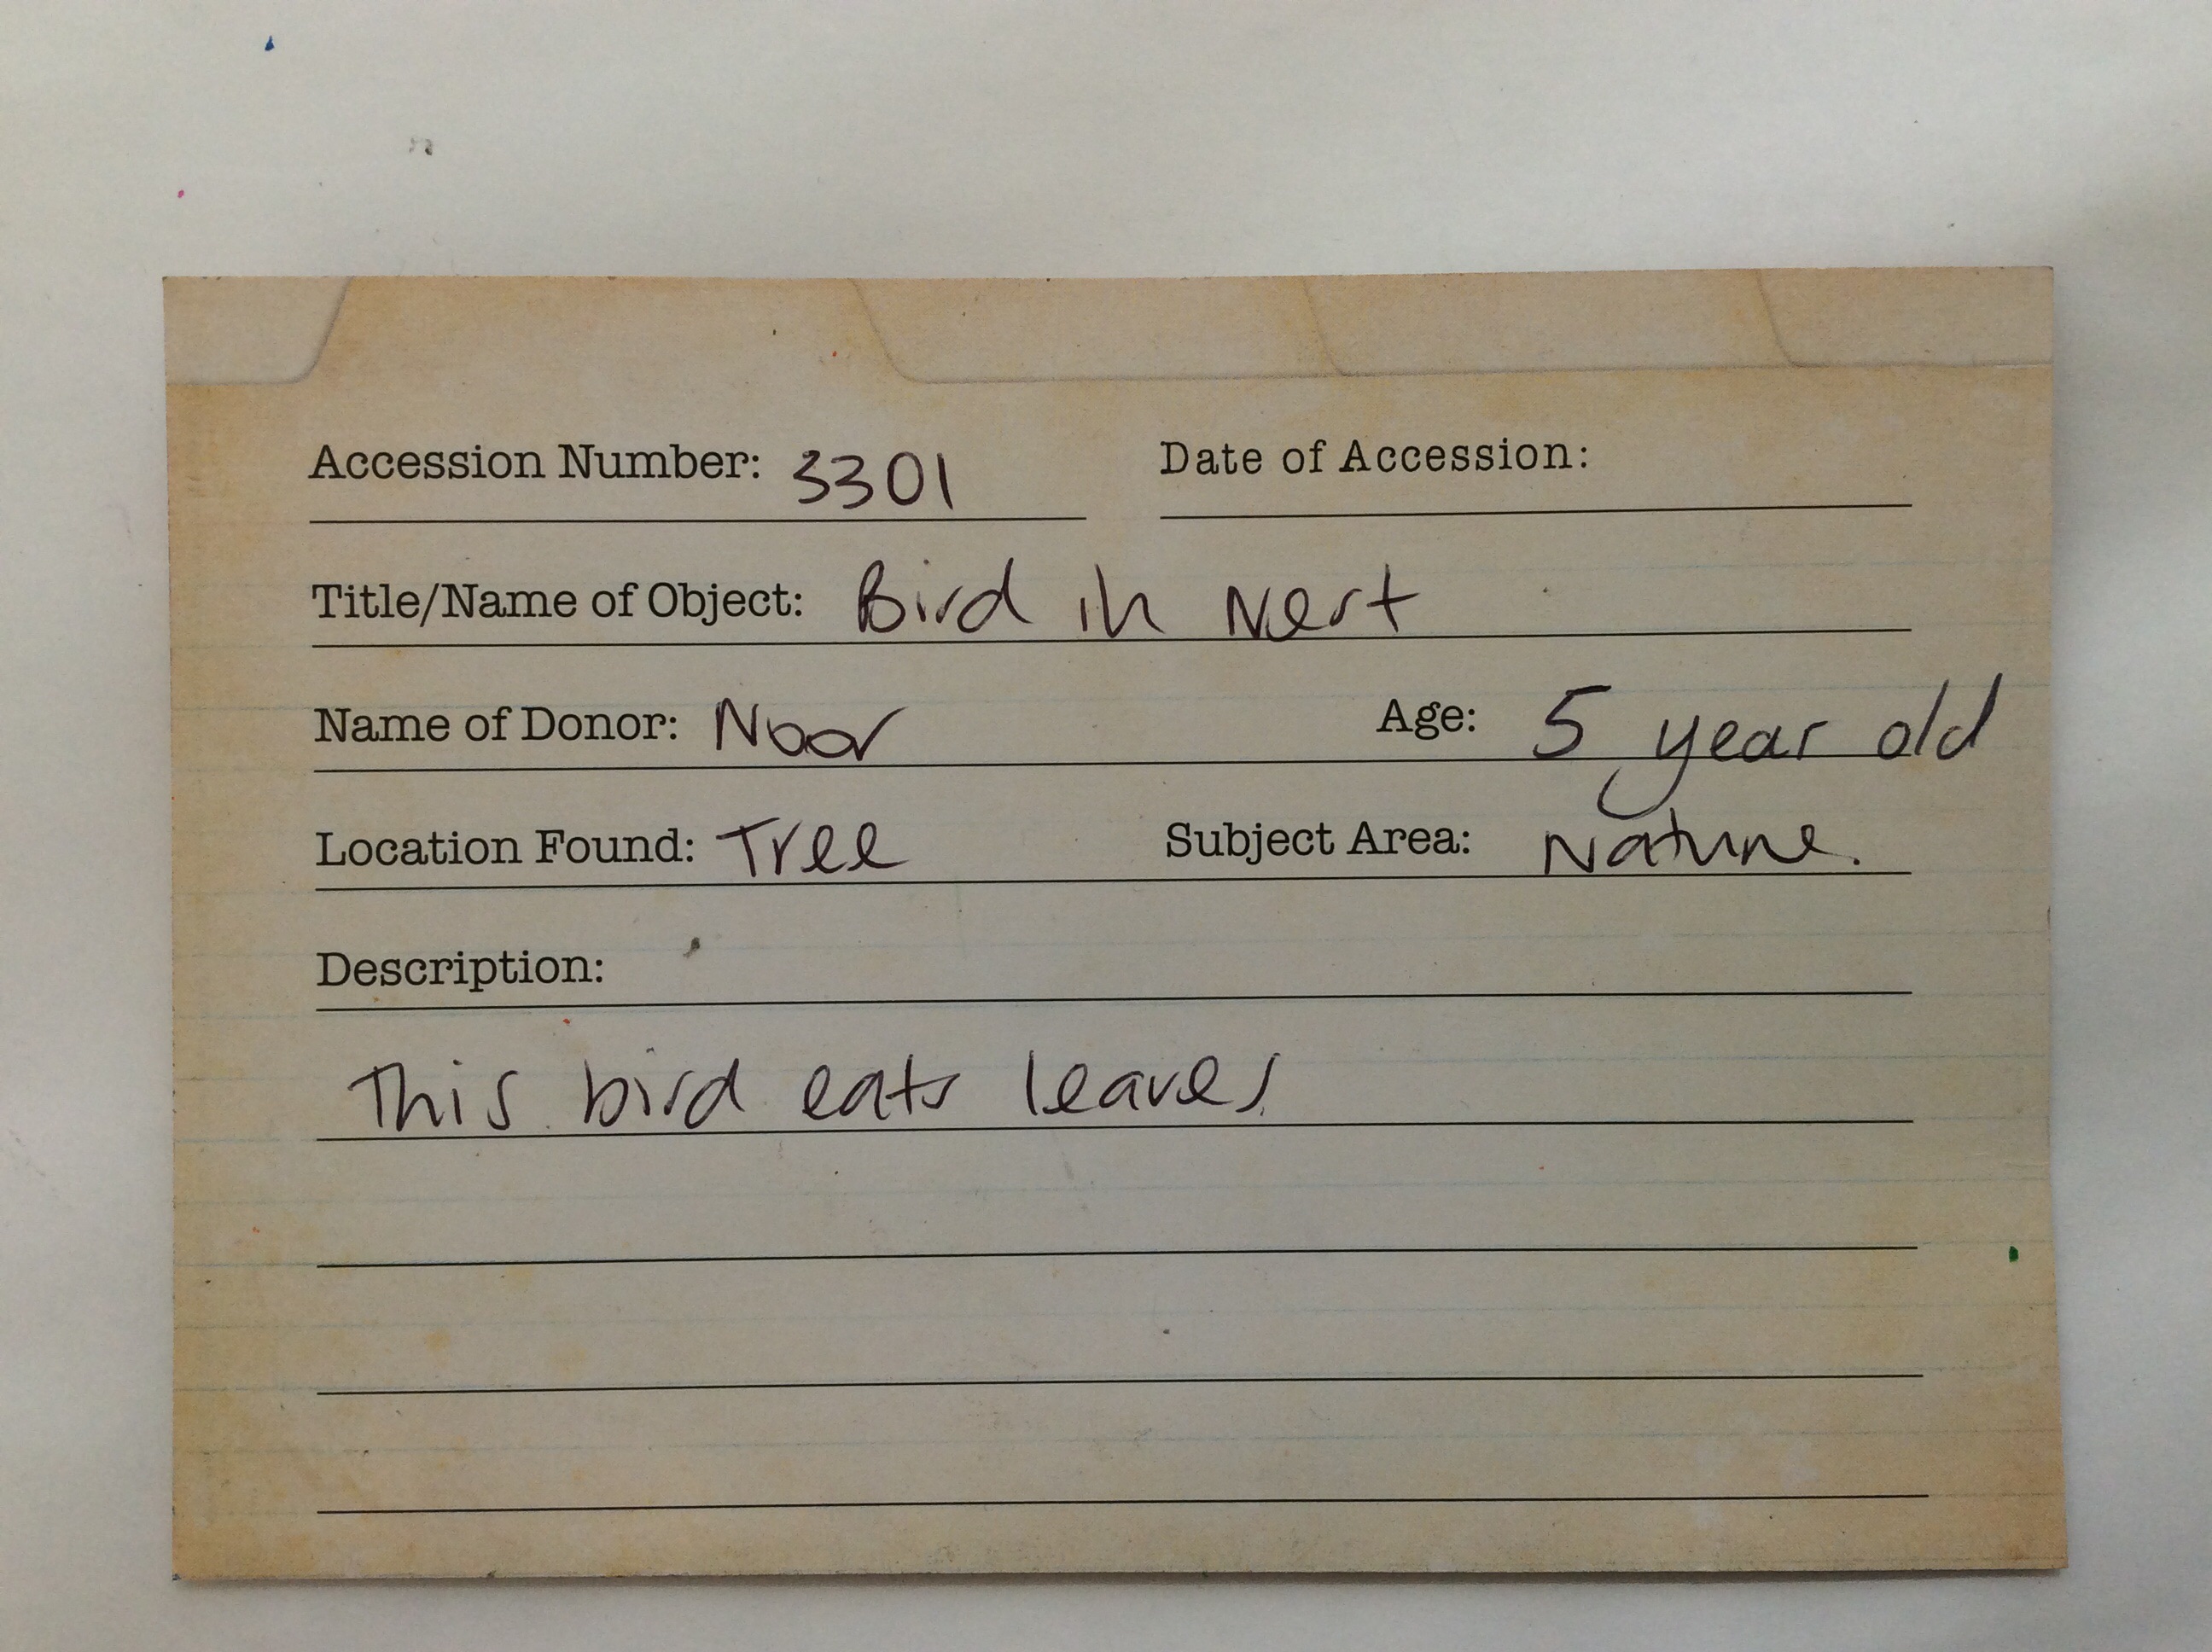 Accession Number: 3301 Date of Accession:
Title/Name of Object: Bird in Nest
Name of Donor: Noor Age: 5 year old
Location Found: Tree Subject Area: Nature.
Description:
This bird eats leaves